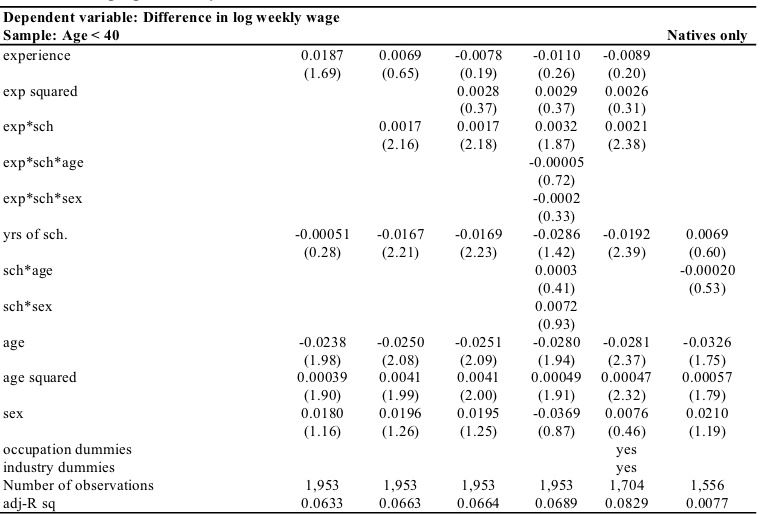 Dependent variable: Difference in log weekly wage
Sample: Age < 40 Natives only
experience 0.0187 0.0069 -0.0078 -0.0110 -0.0089
(1.69) (0.65) (0.19) (0.26) (0.20)
exp squared 0.0028 0.0029 0.0026
(0.37) (0.37) (0.31)
exp*sch 0.0017 0.0017 0.0032 0.0021
(2.16) (2.18) (1.87) (2.38)
exp*sch*age -0.00005
(0.72)
exp*sch*sex -0.0002
(0.33)
yrs of sch. -0.00051 -0.0167 -0.0169 -0.0286 -0.0192 0.0069
(0.28) (2.21) (2.23) (1.42) (2.39) (0.60)
sch*age 0.0003 -0.00020
(0.41) (0.53)
sch*sex 0.0072
(0.93)
age -0.0238 -0.0250 -0.0251 -0.0280 -0.0281 -0.0326
(1.98) (2.08) (2.09) (1.94) (2.37) (1.75)
age squared 0.00039 0.0041 0.0041 0.00049 0.00047 0.00057
(1.90) (1.99) (2.00) (1.91) (2.32) (1.79)
sex 0.0180 0.0196 0.0195 -0.0369 0.0076 0.0210
(1.16) (1.26) (1.25) (0.87) (0.46) (1.19)
occupation dummies yes
industry dummies yes
Number of observations 1,953 1,953 1,953 1,953 1,704 1,556
adj-R sq 0.0633 0.0663 0.0664 0.0689 0.0829 0.0077